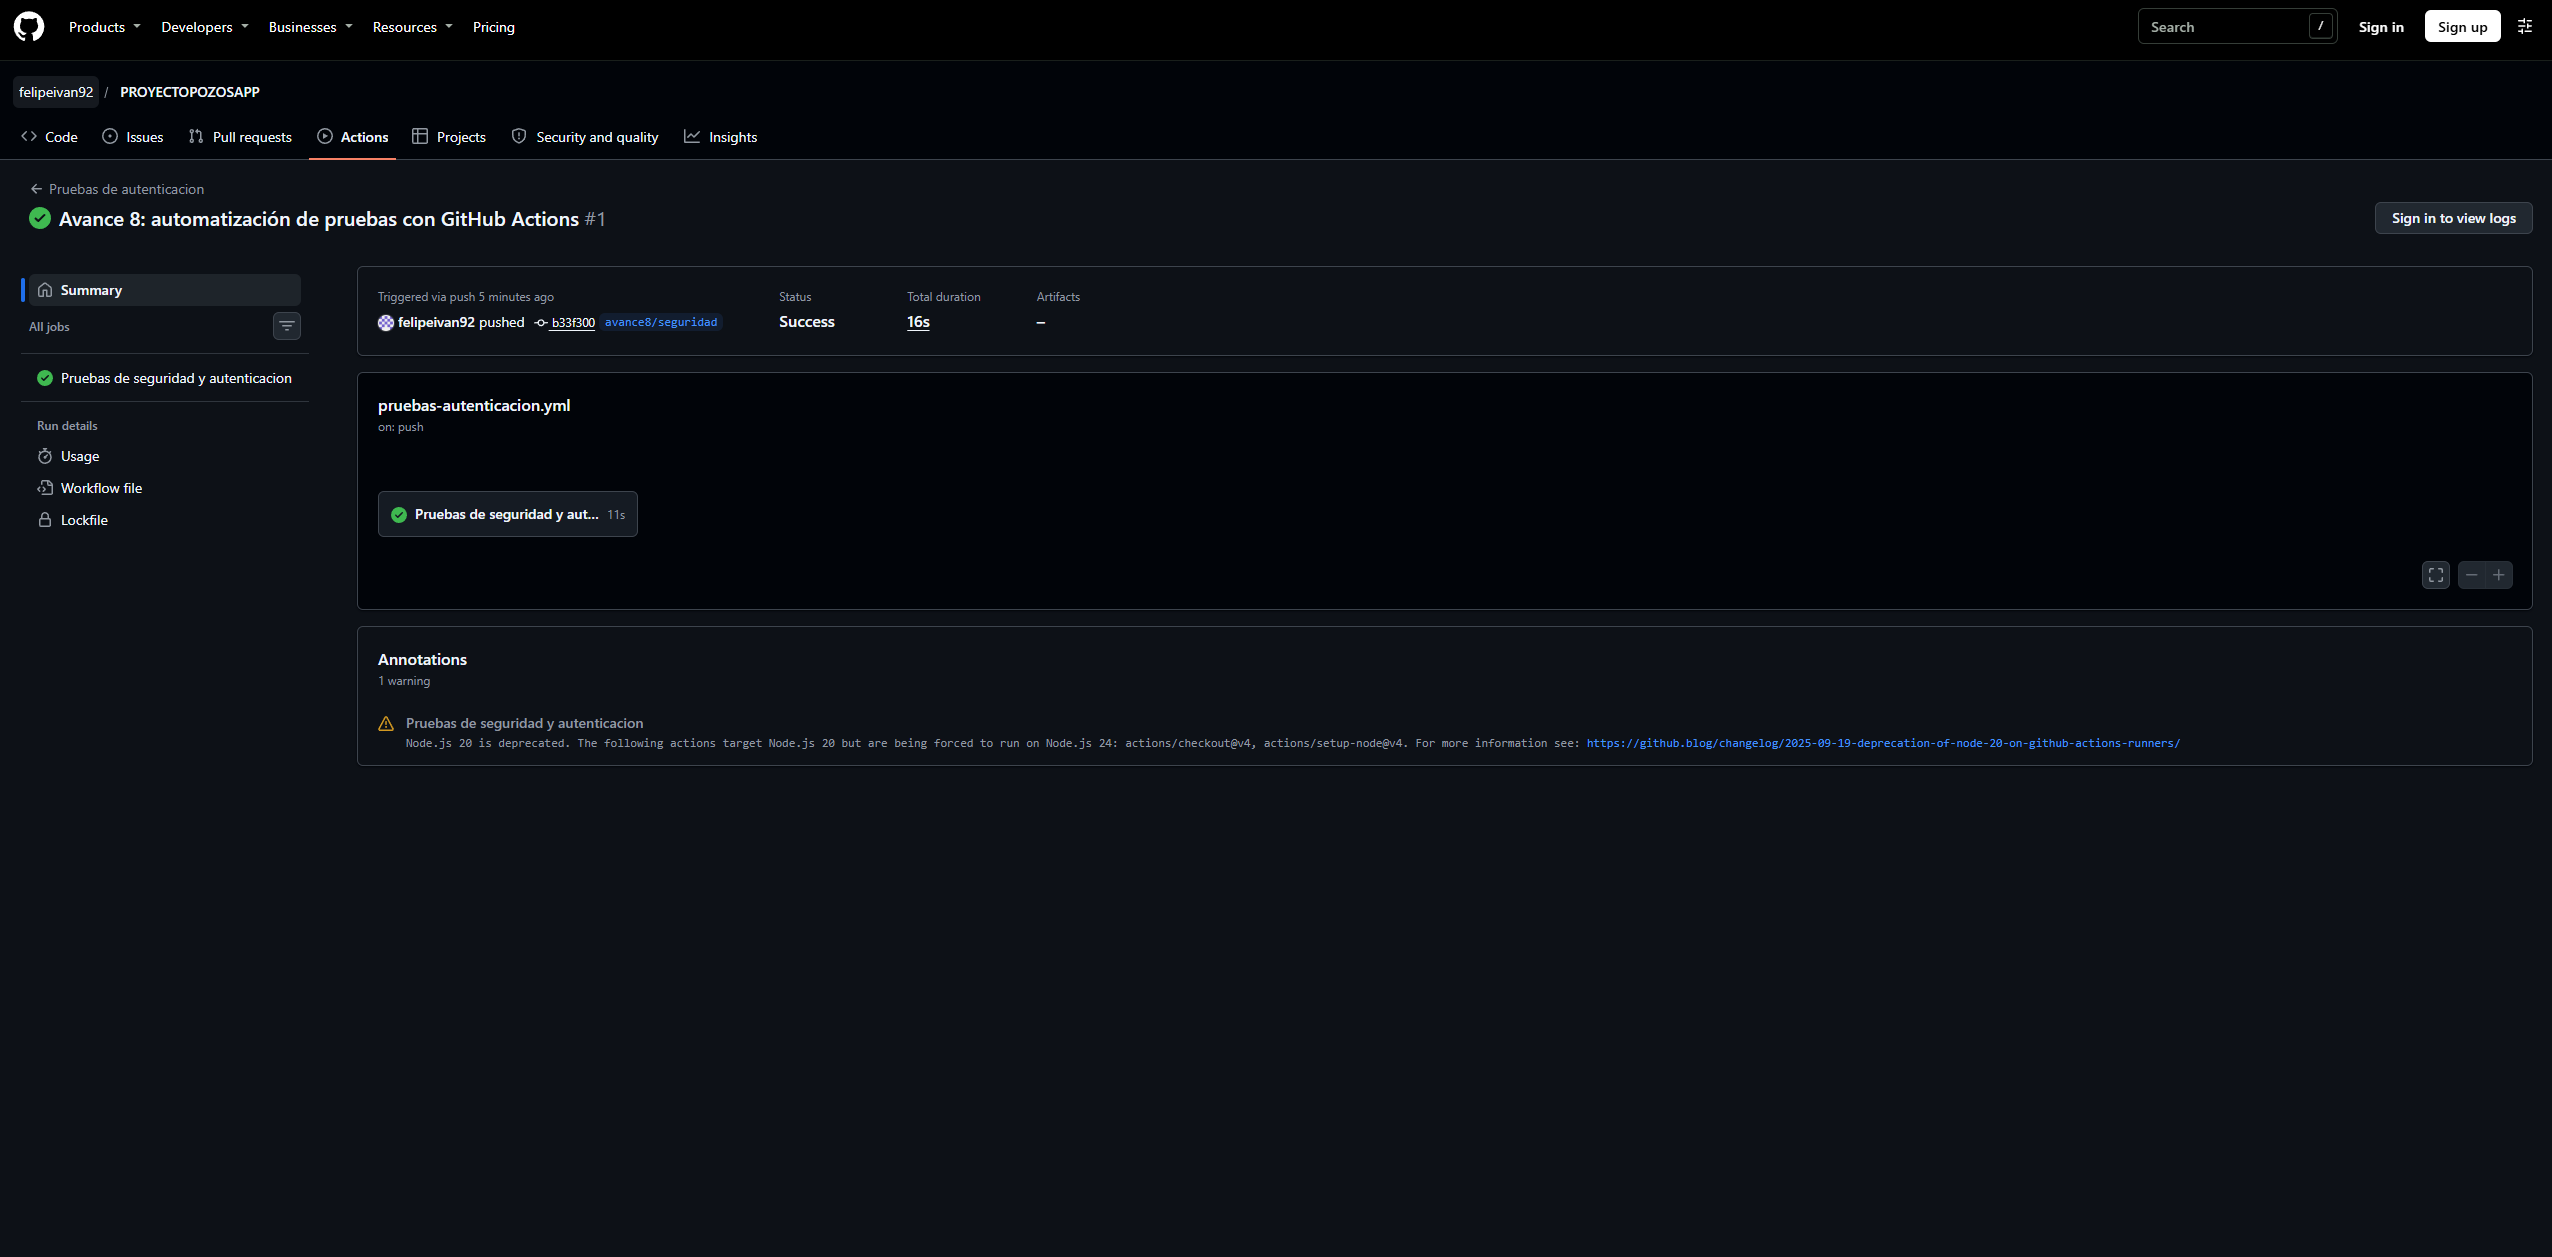 Products Developers Businesses Resources Pricing Search / Sign in Sign up
felipeivan92 / PROYECTOPOZOSAPP
Code Issues Pull requests Actions Projects Security and quality Insights
Pruebas de autenticacion
Avance 8: automatización de pruebas con GitHub Actions #1
Sign in to view logs
Summary
All jobs
Pruebas de seguridad y autenticacion
Run details
Usage
Workflow file
Lockfile
Triggered via push 5 minutes ago
felipeivan92 pushed b33f300 avance8/seguridad
Status
Success
Total duration
16s
Artifacts
–
pruebas-autenticacion.yml
on: push
Pruebas de seguridad y aut... 11s
Annotations
1 warning
Pruebas de seguridad y autenticacion
Node.js 20 is deprecated. The following actions target Node.js 20 but are being forced to run on Node.js 24: actions/checkout@v4, actions/setup-node@v4. For more information see: https://github.blog/changelog/2025-09-19-deprecation-of-node-20-on-github-actions-runners/